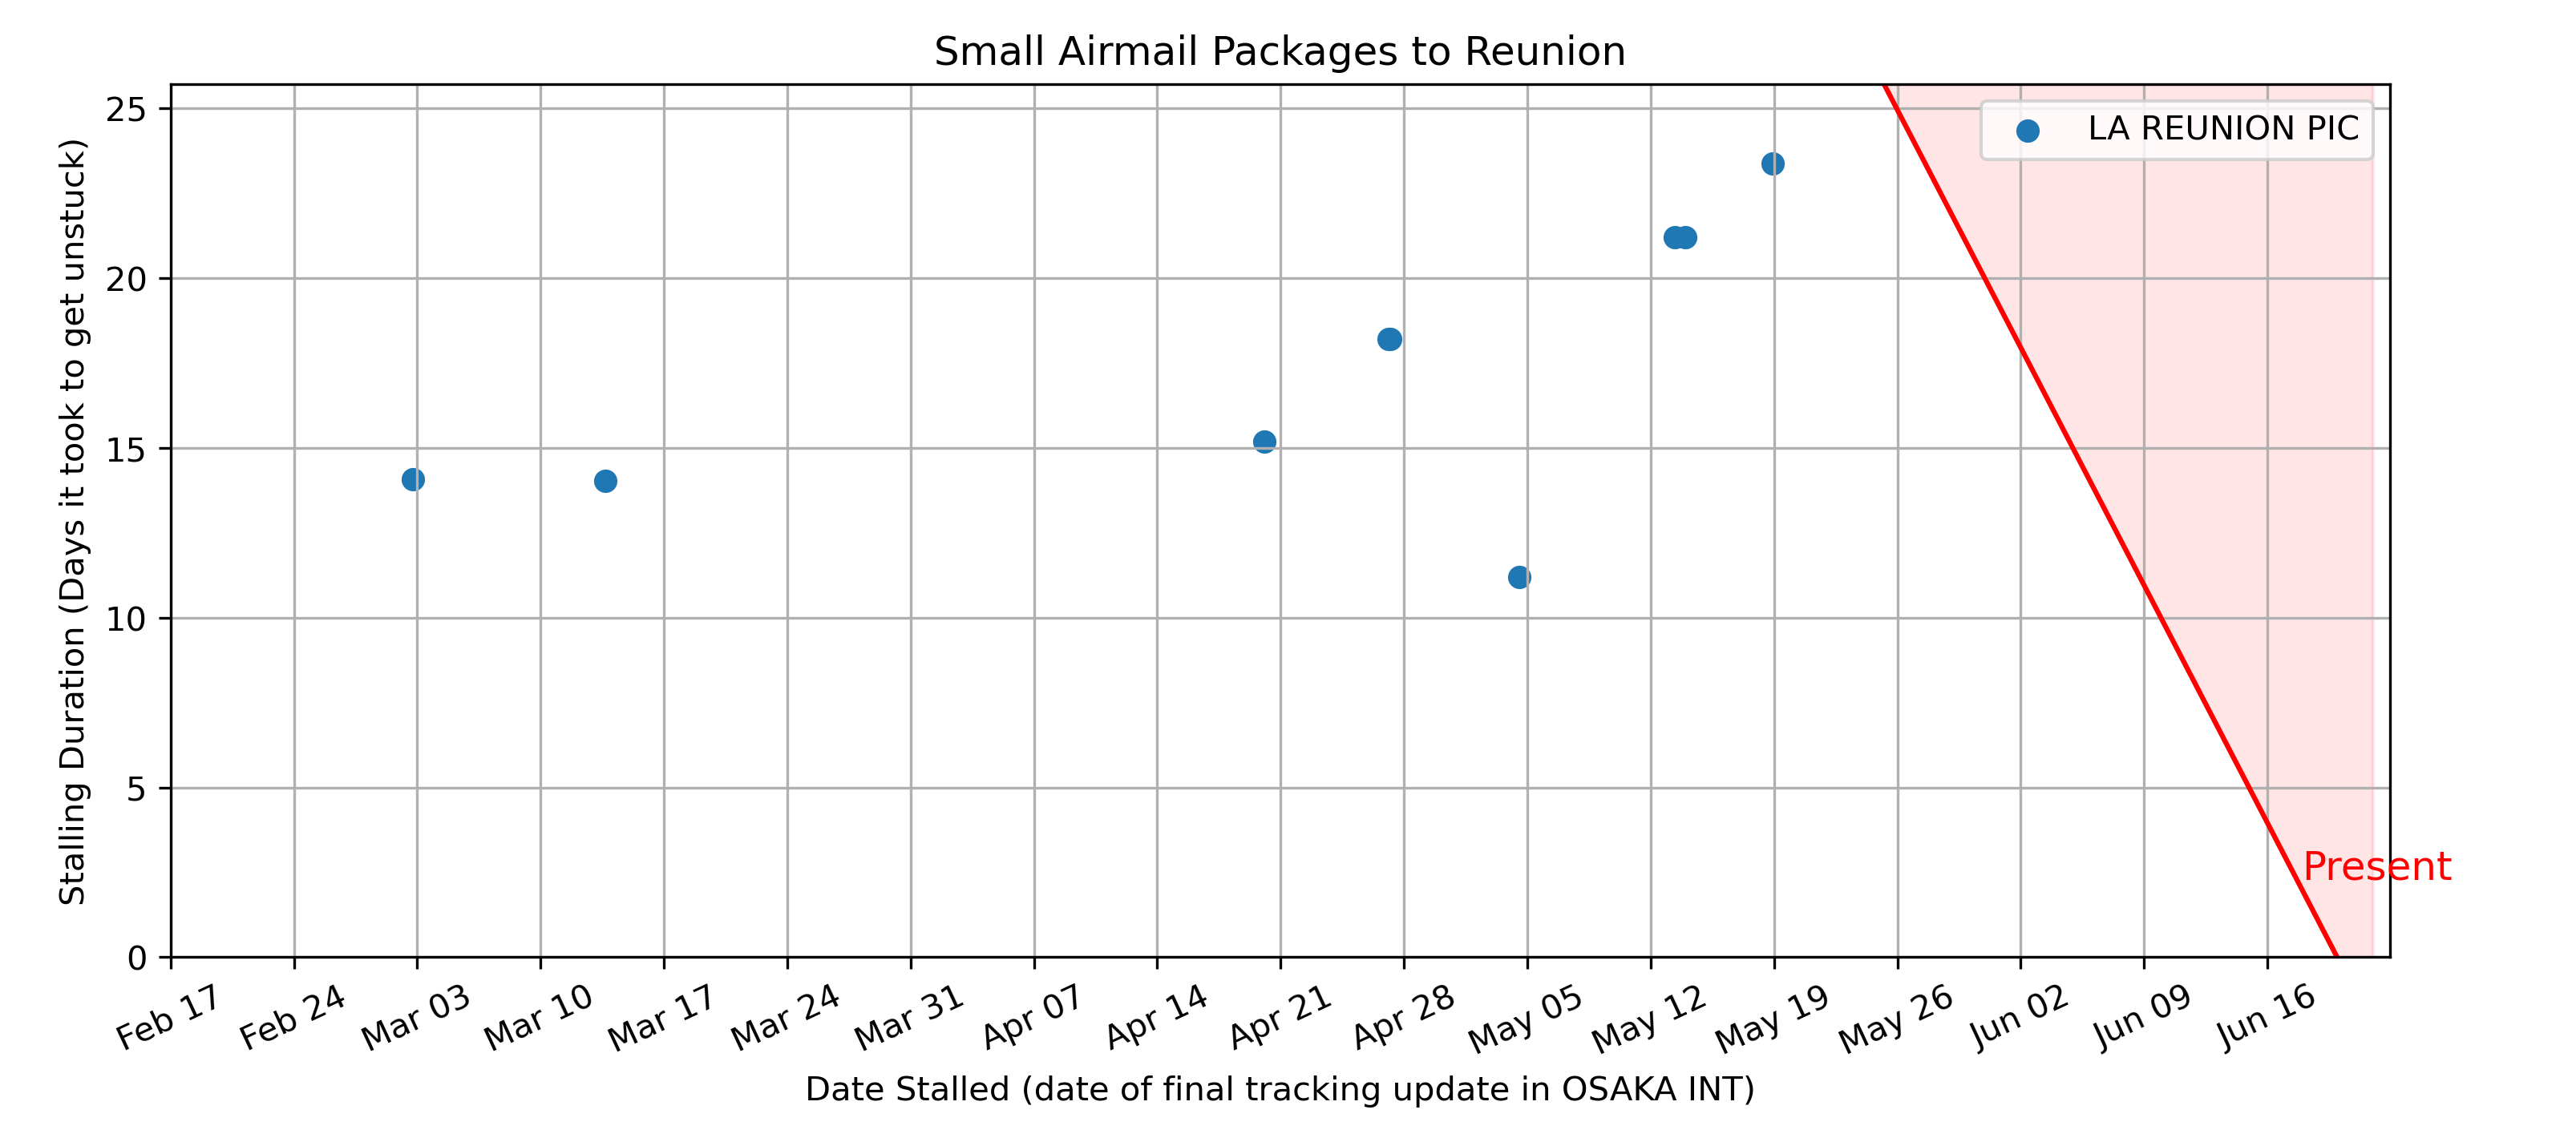 Small Airmail Packages to Reunion
LA REUNION PIC
Stalling Duration (Days it took to get unstuck)
25
20
15
10
5
0
Present
Feb 17
Feb 24
Mar 03
Mar 10
Mar 17
Mar 24
Mar 31
Apr 07
Apr 14
Apr 21
Apr 28
May 05
May 12
May 19
May 26
Jun 02
Jun 09
Jun 16
Date Stalled (date of final tracking update in OSAKA INT)